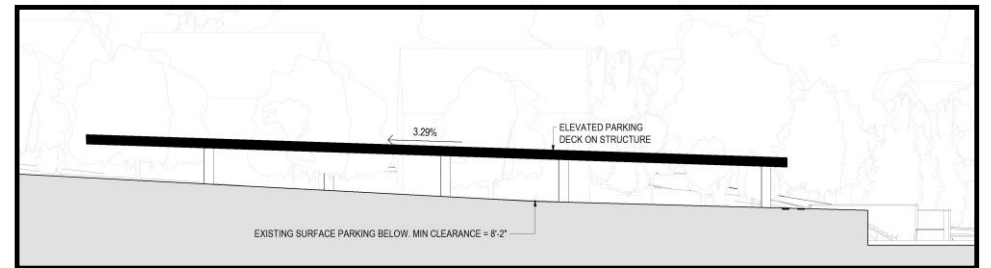 3.29%
ELEVATED PARKING
DECK ON STRUCTURE
EXISTING SURFACE PARKING BELOW. MIN CLEARANCE = 8'-2"